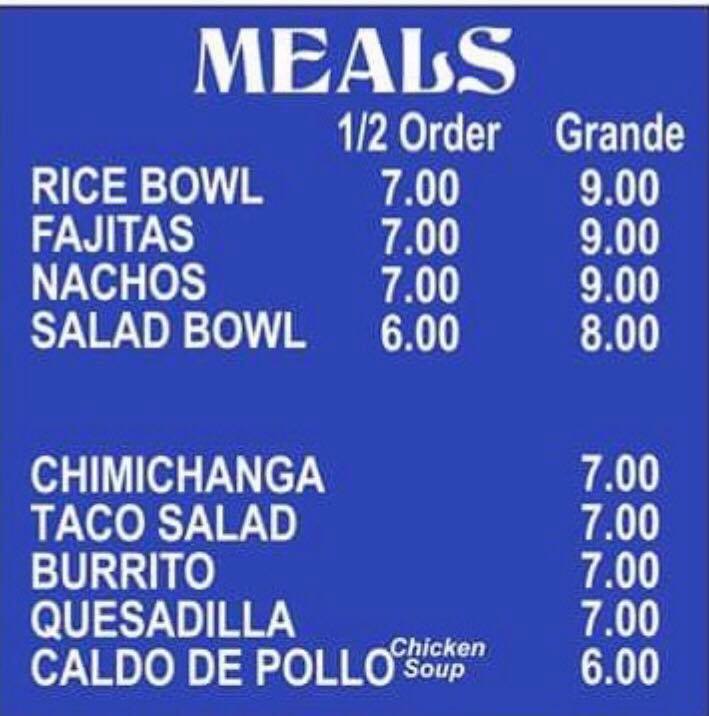 MEALS
1/2 Order Grande
RICE BOWL 7.00 9.00
FAJITAS 7.00 9.00
NACHOS 7.00 9.00
SALAD BOWL 6.00 8.00
CHIMICHANGA 7.00
TACO SALAD 7.00
BURRITO 7.00
QUESADILLA 7.00
CALDO DE POLLO Chicken Soup 6.00